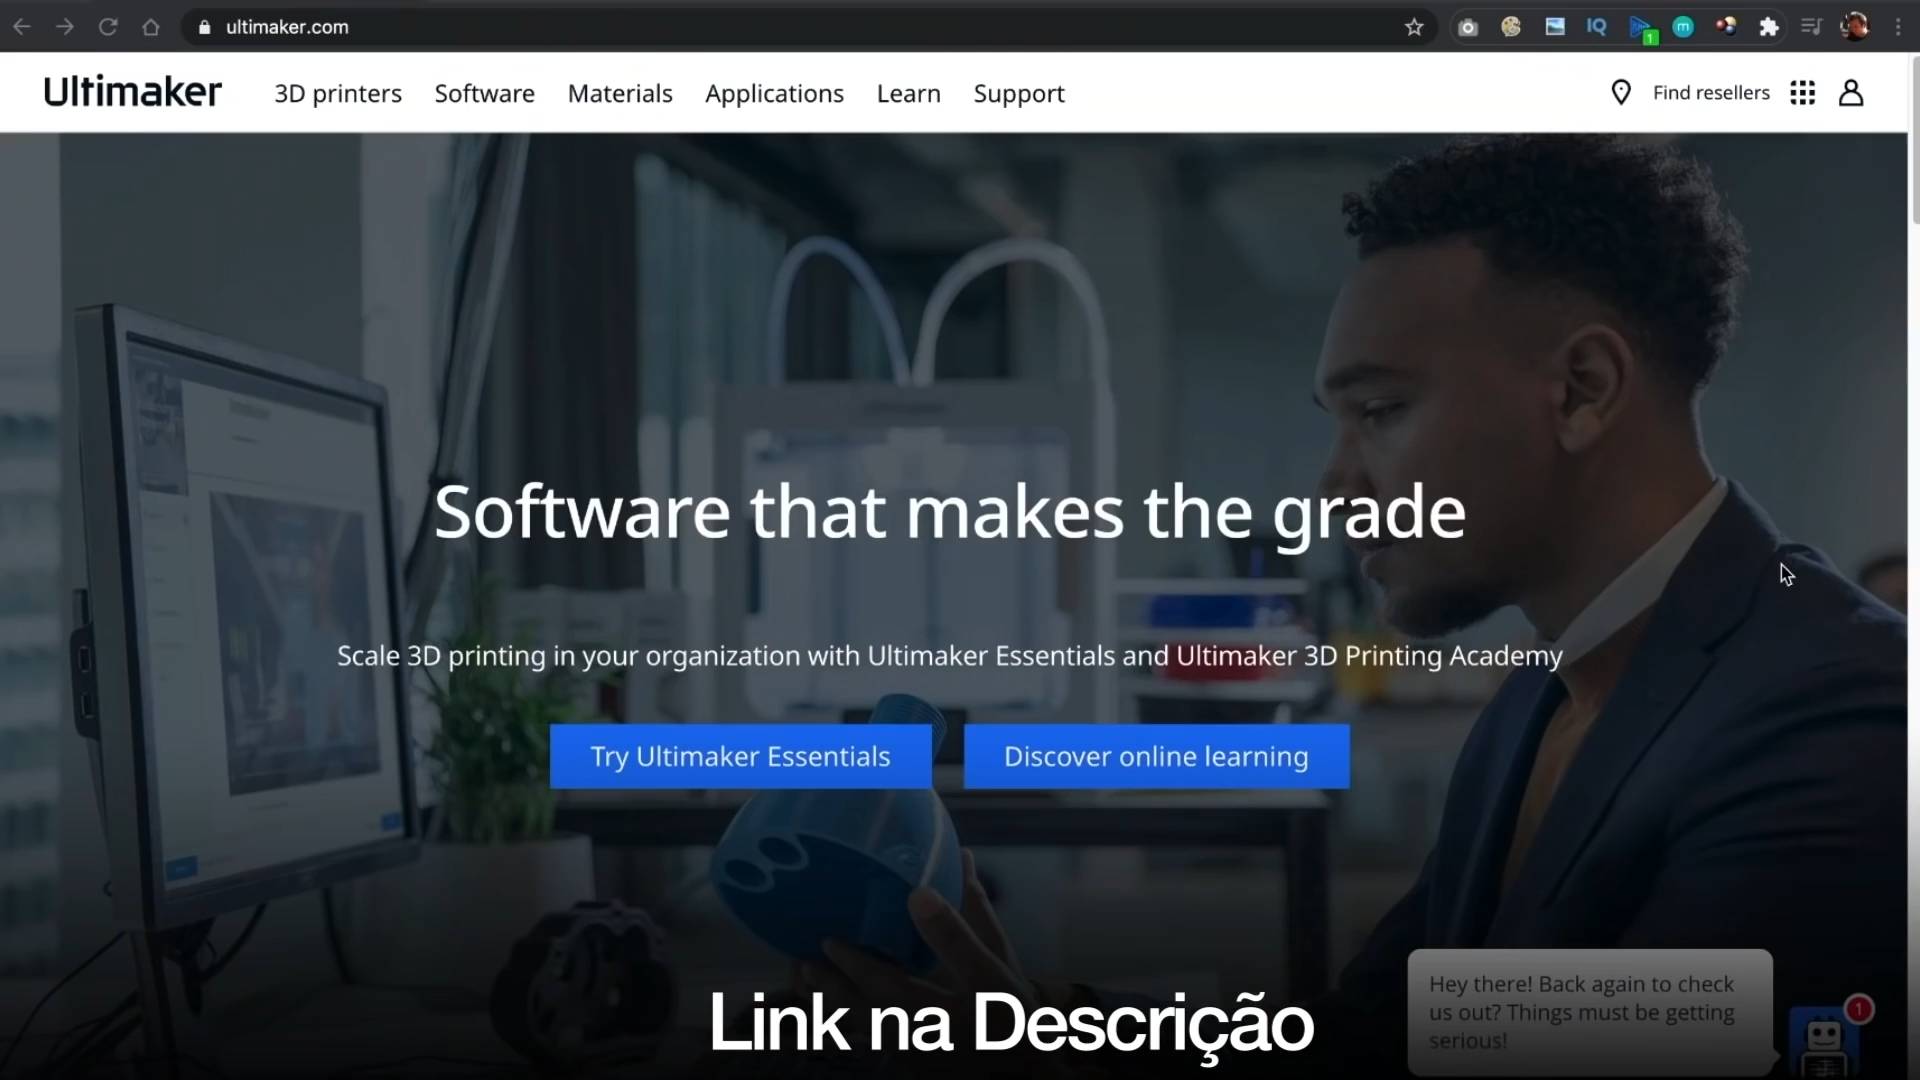 ultimaker.com
IQ
1
m
Ultimaker
3D printers
Software
Materials
Applications
Learn
Support
Find resellers
Software that makes the grade
Scale 3D printing in your organization with Ultimaker Essentials and Ultimaker 3D Printing Academy
Try Ultimaker Essentials
Discover online learning
Hey there! Back again to check
us out? Things must be getting
serious!
1
Link na Descrição